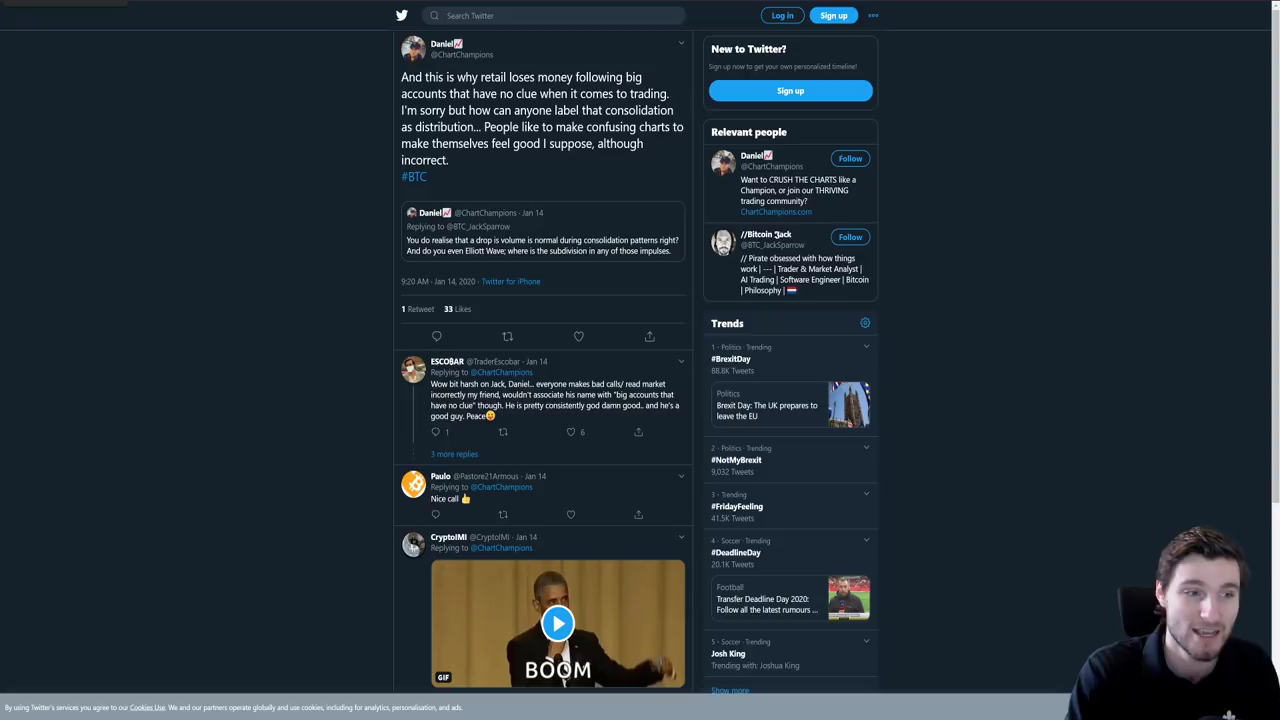 Search Twitter
Log in
Sign up
Daniel📈
@ChartChampions
And this is why retail loses money following big
accounts that have no clue when it comes to trading.
I'm sorry but how can anyone label that consolidation
as distribution... People like to make confusing charts to
make themselves feel good I suppose, although
incorrect.
#BTC
Daniel📈 @ChartChampions · Jan 14
Replying to @BTC_JackSparrow
You do realise that a drop is volume is normal during consolidation patterns right?
And do you even Elliott Wave; where is the subdivision in any of those impulses.
9:20 AM · Jan 14, 2020 · Twitter for iPhone
1 Retweet 33 Likes
ESCOBAR @TraderEscobar · Jan 14
Replying to @ChartChampions
Wow bit harsh on Jack, Daniel... everyone makes bad calls/ read market
incorrectly my friend, wouldn't associate his name with "big accounts that
have no clue" though. He is pretty consistently god damn good.. and he's a
good guy. Peace
1 6
3 more replies
Paulo @Pastore21Armous · Jan 14
Replying to @ChartChampions
Nice call 👍
CryptoIMI @CryptoIMI · Jan 14
Replying to @ChartChampions
BOOM
GIF
New to Twitter?
Sign up now to get your own personalized timeline!
Sign up
Relevant people
Daniel📈
@ChartChampions
Follow
Want to CRUSH THE CHARTS like a
Champion, or join our THRIVING
trading community?
ChartChampions.com
//Bitcoin Jack
@BTC_JackSparrow
Follow
// Pirate obsessed with how things
work | --- | Trader & Market Analyst |
AI Trading | Software Engineer | Bitcoin
| Philosophy | 🇳🇱
Trends
1 · Politics · Trending
#BrexitDay
88.8K Tweets
Politics
Brexit Day: The UK prepares to
leave the EU
2 · Politics · Trending
#NotMyBrexit
9,032 Tweets
3 · Trending
#FridayFeeling
41.5K Tweets
4 · Soccer · Trending
#DeadlineDay
20.1K Tweets
Football
Transfer Deadline Day 2020:
Follow all the latest rumours ...
5 · Soccer · Trending
Josh King
Trending with: Joshua King
Show more
By using Twitter's services you agree to our Cookies Use. We and our partners operate globally and use cookies, including for analytics, personalisation, and ads.